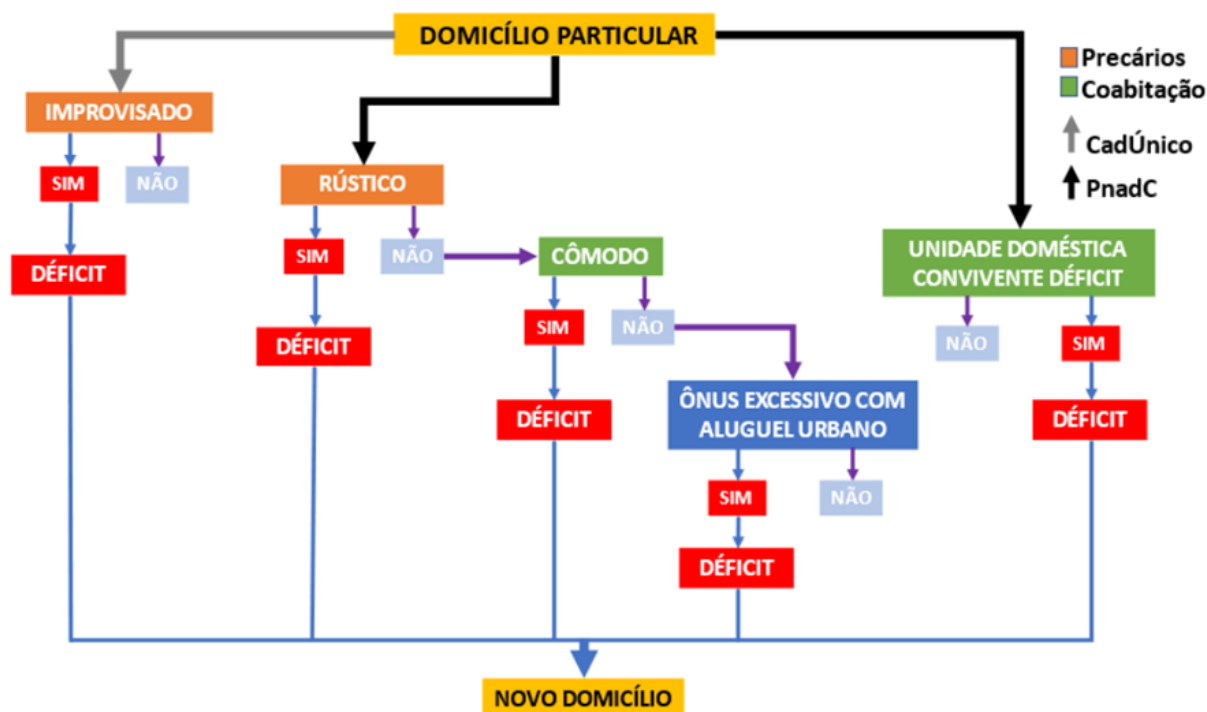 DOMICÍLIO PARTICULAR
Precários
Coabitação
CadÚnico
PnadC
IMPROVISADO
SIM
NÃO
DÉFICIT
RÚSTICO
SIM
NÃO
DÉFICIT
CÔMODO
SIM
NÃO
DÉFICIT
ÔNUS EXCESSIVO COM
ALUGUEL URBANO
SIM
NÃO
DÉFICIT
UNIDADE DOMÉSTICA
CONVIVENTE DÉFICIT
NÃO
SIM
DÉFICIT
NOVO DOMICÍLIO